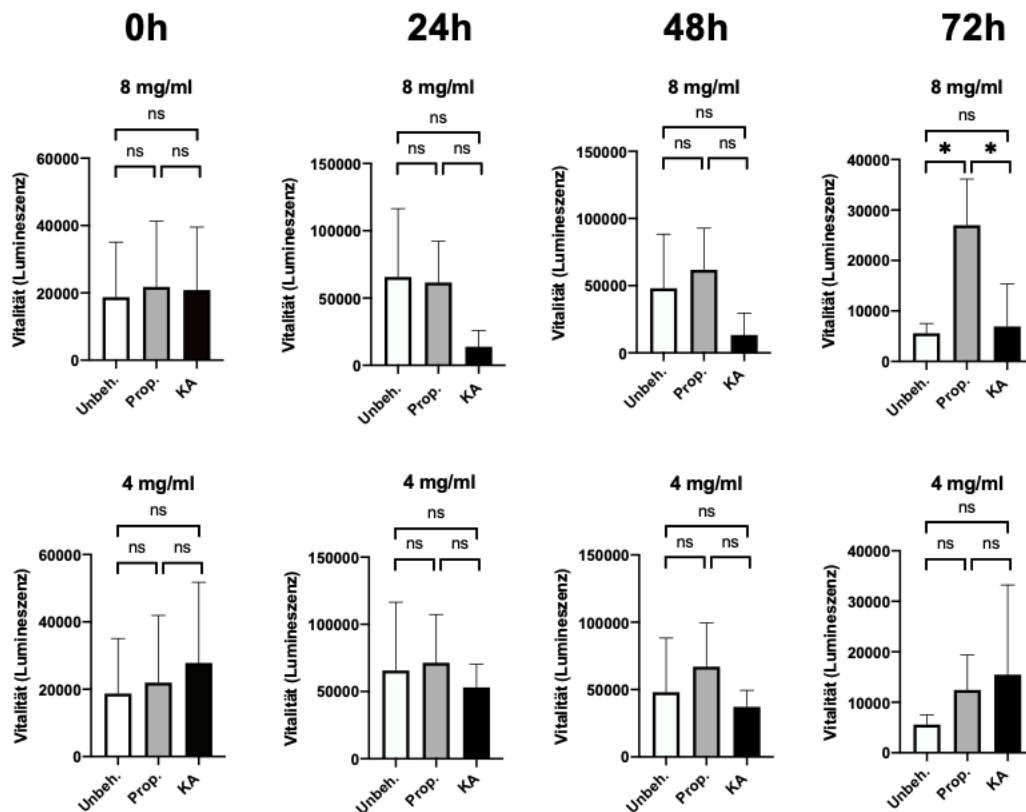 0h 24h 48h 72h
8 mg/ml 8 mg/ml 8 mg/ml 8 mg/ml
ns ns ns ns
ns ns ns ns ns ns * *
Vitalität (Lumineszenz) Vitalität (Lumineszenz) Vitalität (Lumineszenz) Vitalität (Lumineszenz)
60000 150000 150000 40000
40000 100000 100000 30000
20000 50000 50000 20000
10000
0 0 0 0
Unbeh. Prop. KA Unbeh. Prop. KA Unbeh. Prop. KA Unbeh. Prop. KA
4 mg/ml 4 mg/ml 4 mg/ml 4 mg/ml
ns ns ns ns
ns ns ns ns ns ns ns ns
Vitalität (Lumineszenz) Vitalität (Lumineszenz) Vitalität (Lumineszenz) Vitalität (Lumineszenz)
60000 150000 150000 40000
40000 100000 100000 30000
20000 50000 50000 20000
10000
0 0 0 0
Unbeh. Prop. KA Unbeh. Prop. KA Unbeh. Prop. KA Unbeh. Prop. KA